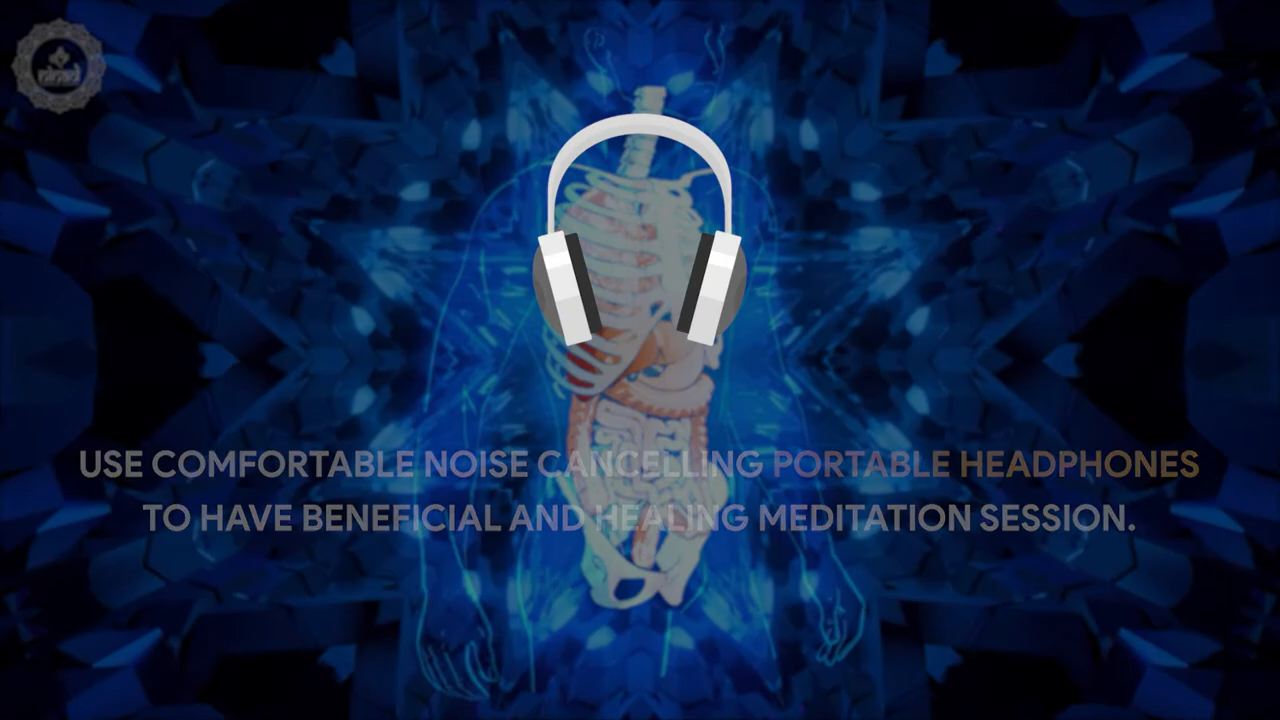 USE COMFORTABLE NOISE CANCELLING PORTABLE HEADPHONES
TO HAVE BENEFICIAL AND HEALING MEDITATION SESSION.